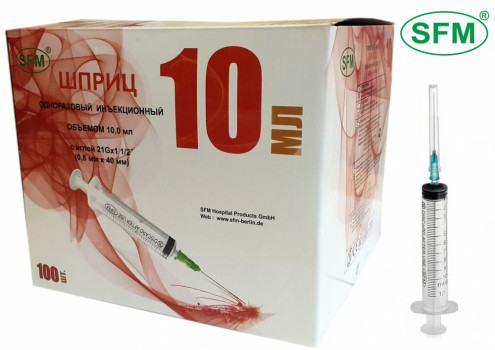 SFM®
ШПРИЦ
ОДНОРАЗОВЫЙ ИНЪЕКЦИОННЫЙ
ОБЪЕМОМ 10,0 мл
с иглой 21Gx1 1/2"
(0,8 мм x 40 мм)
10
МЛ
SFM Hospital Products GmbH
Web : www.sfm-berlin.de
100 шт.
SFM®